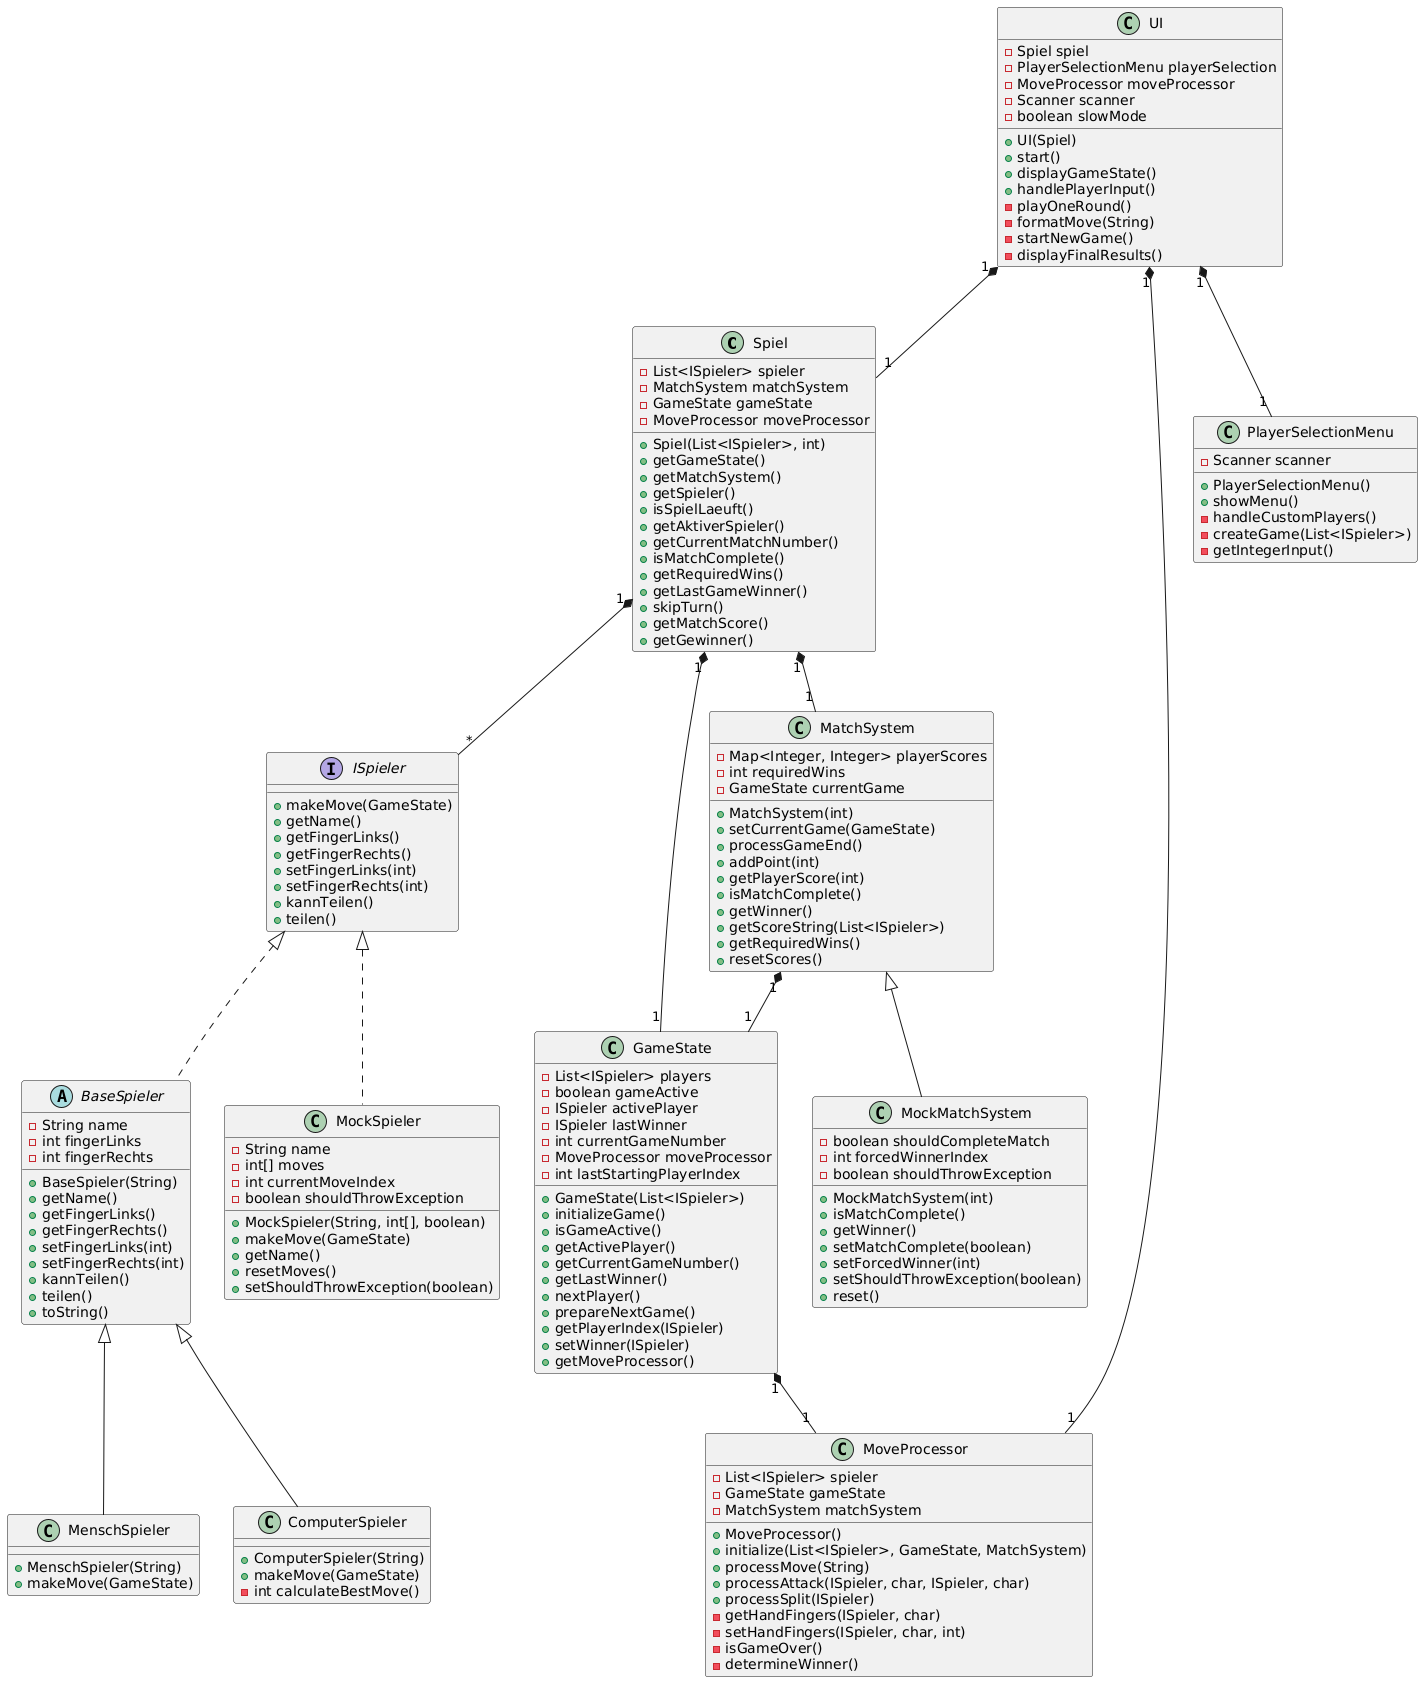 C UI
Spiel spiel
PlayerSelectionMenu playerSelection
MoveProcessor moveProcessor
Scanner scanner
boolean slowMode
UI(Spiel)
start()
displayGameState()
handlePlayerInput()
playOneRound()
formatMove(String)
startNewGame()
displayFinalResults()
1
1
1
1
C Spiel
List<ISpieler> spieler
MatchSystem matchSystem
GameState gameState
MoveProcessor moveProcessor
Spiel(List<ISpieler>, int)
getGameState()
getMatchSystem()
getSpieler()
isSpielLaeuft()
getAktiverSpieler()
getCurrentMatchNumber()
isMatchComplete()
getRequiredWins()
getLastGameWinner()
skipTurn()
getMatchScore()
getGewinner()
1
C PlayerSelectionMenu
Scanner scanner
PlayerSelectionMenu()
showMenu()
handleCustomPlayers()
createGame(List<ISpieler>)
getIntegerInput()
1
1
1
1
*
I ISpieler
makeMove(GameState)
getName()
getFingerLinks()
getFingerRechts()
setFingerLinks(int)
setFingerRechts(int)
kannTeilen()
teilen()
C MatchSystem
Map<Integer, Integer> playerScores
int requiredWins
GameState currentGame
MatchSystem(int)
setCurrentGame(GameState)
processGameEnd()
addPoint(int)
getPlayerScore(int)
isMatchComplete()
getWinner()
getScoreString(List<ISpieler>)
getRequiredWins()
resetScores()
1
1
1
A BaseSpieler
String name
int fingerLinks
int fingerRechts
BaseSpieler(String)
getName()
getFingerLinks()
getFingerRechts()
setFingerLinks(int)
setFingerRechts(int)
kannTeilen()
teilen()
toString()
C MockSpieler
String name
int[] moves
int currentMoveIndex
boolean shouldThrowException
MockSpieler(String, int[], boolean)
makeMove(GameState)
getName()
resetMoves()
setShouldThrowException(boolean)
C GameState
List<ISpieler> players
boolean gameActive
ISpieler activePlayer
ISpieler lastWinner
int currentGameNumber
MoveProcessor moveProcessor
int lastStartingPlayerIndex
GameState(List<ISpieler>)
initializeGame()
isGameActive()
getActivePlayer()
getCurrentGameNumber()
getLastWinner()
nextPlayer()
prepareNextGame()
getPlayerIndex(ISpieler)
setWinner(ISpieler)
getMoveProcessor()
C MockMatchSystem
boolean shouldCompleteMatch
int forcedWinnerIndex
boolean shouldThrowException
MockMatchSystem(int)
isMatchComplete()
getWinner()
setMatchComplete(boolean)
setForcedWinner(int)
setShouldThrowException(boolean)
reset()
1
1
1
C MenschSpieler
MenschSpieler(String)
makeMove(GameState)
C ComputerSpieler
ComputerSpieler(String)
makeMove(GameState)
int calculateBestMove()
C MoveProcessor
List<ISpieler> spieler
GameState gameState
MatchSystem matchSystem
MoveProcessor()
initialize(List<ISpieler>, GameState, MatchSystem)
processMove(String)
processAttack(ISpieler, char, ISpieler, char)
processSplit(ISpieler)
getHandFingers(ISpieler, char)
setHandFingers(ISpieler, char, int)
isGameOver()
determineWinner()